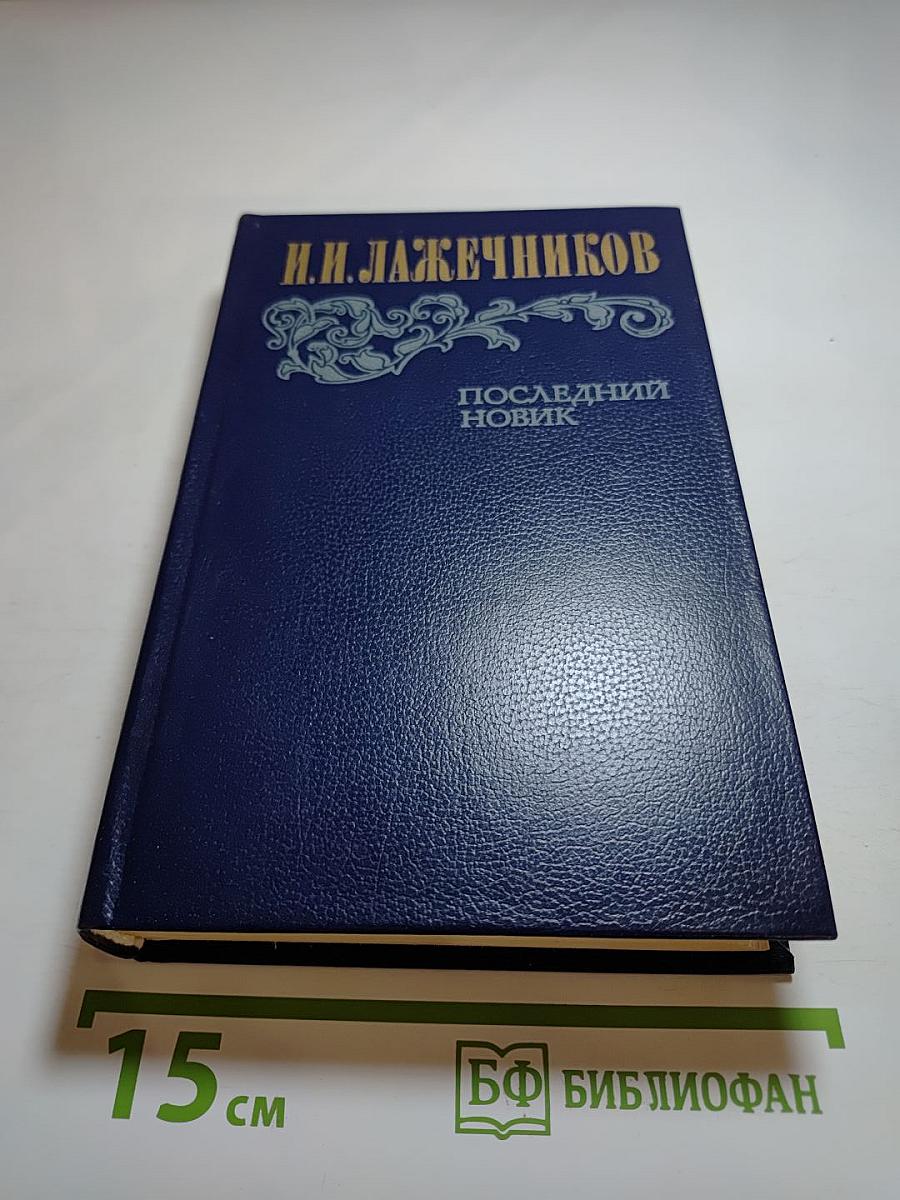 И.И.ЛАЖЕЧНИКОВ
ПОСЛЕДНИЙ
НОВИК
15 см
БФ БИБЛИОФАН